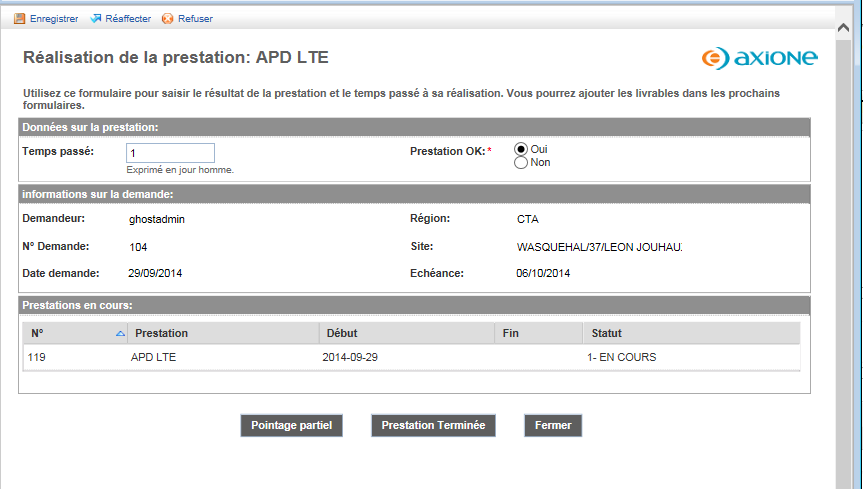 Enregistrer Réaffecter Refuser
Réalisation de la prestation: APD LTE
axione
Utilisez ce formulaire pour saisir le résultat de la prestation et le temps passé à sa réalisation. Vous pourrez ajouter les livrables dans les prochains
formulaires.
Données sur la prestation:
Temps passé: 1 Prestation OK: * Oui
Exprimé en jour homme. Non
informations sur la demande:
Demandeur: ghostadmin Région: CTA
N° Demande: 104 Site: WASQUEHAL/37/LEON JOUHAU
Date demande: 29/09/2014 Echéance: 06/10/2014
Prestations en cours:
N° Prestation Début Fin Statut
119 APD LTE 2014-09-29 1- EN COURS
Pointage partiel Prestation Terminée Fermer